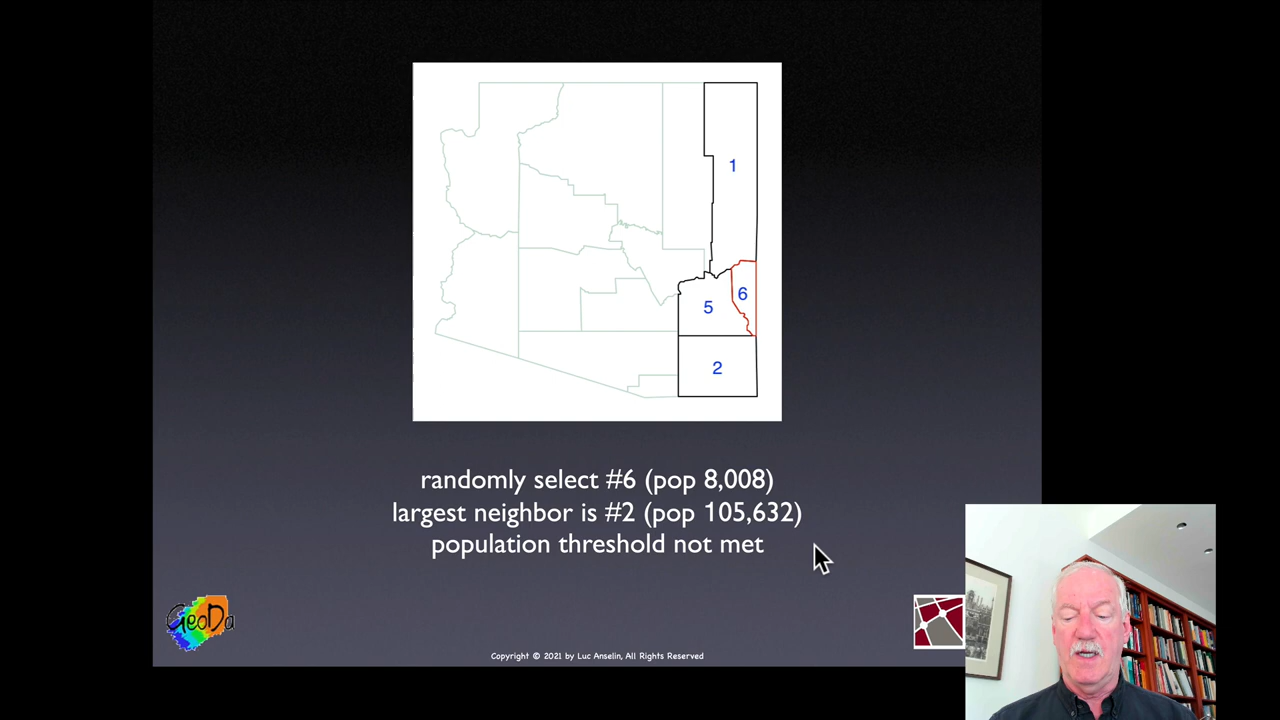 1
6
5
2
randomly select #6 (pop 8,008)
largest neighbor is #2 (pop 105,632)
population threshold not met
GeoDa
Copyright © 2021 by Luc Anselin, All Rights Reserved